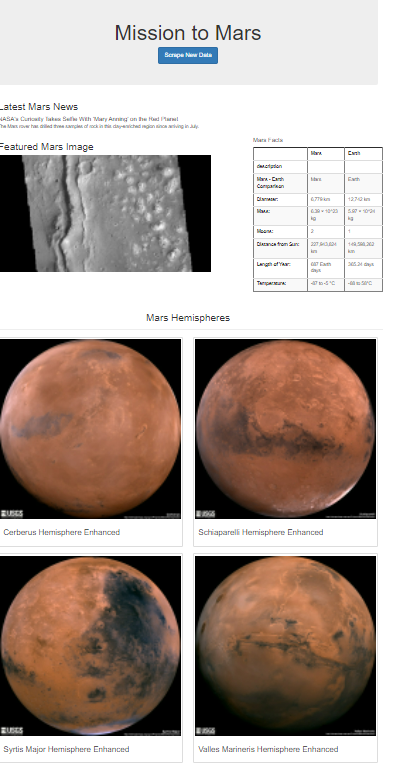 Mission to Mars
Scrape New Data
Latest Mars News
NASA's Curiosity Takes Selfie With 'Mary Anning' on the Red Planet
The Mars rover has drilled three samples of rock in this clay-enriched region since arriving in July.
Featured Mars Image
Mars Facts
Mars Earth
description
Mars - Earth Comparison Mars Earth
Diameter: 6,779 km 12,742 km
Mass: 6.39 × 10^23 kg 5.97 × 10^24 kg
Moons: 2 1
Distance from Sun: 227,943,824 km 149,598,262 km
Length of Year: 687 Earth days 365.24 days
Temperature: -87 to -5 °C -88 to 58°C
Mars Hemispheres
USGS
USGS
Cerberus Hemisphere Enhanced
Schiaparelli Hemisphere Enhanced
USGS
USGS
Syrtis Major Hemisphere Enhanced
Valles Marineris Hemisphere Enhanced